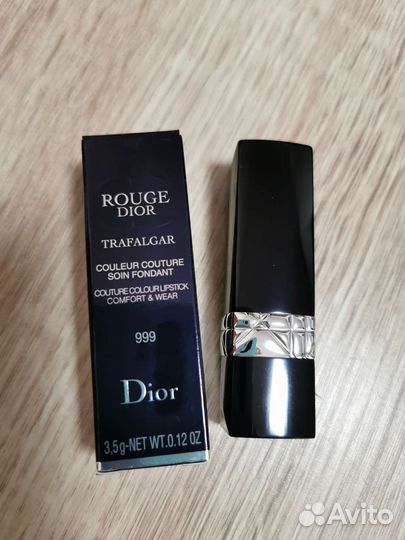 ROUGE
DIOR
TRAFALGAR
COULEUR COUTURE
SOIN FONDANT
COUTURE COLOUR LIPSTICK
COMFORT & WEAR
999
Dior
3,5g-NET WT.0.12 OZ
Avito